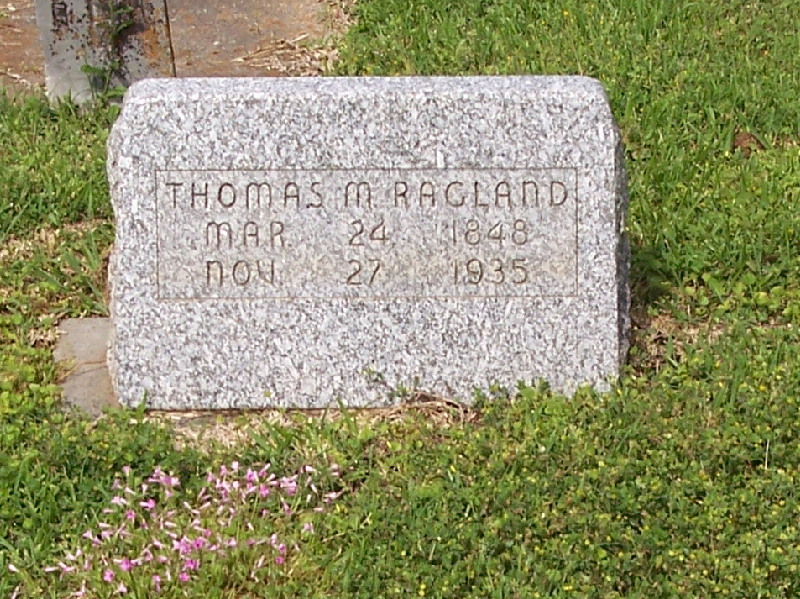 THOMAS M RAGLAND
MAR 24 1848
NOV 27 1935